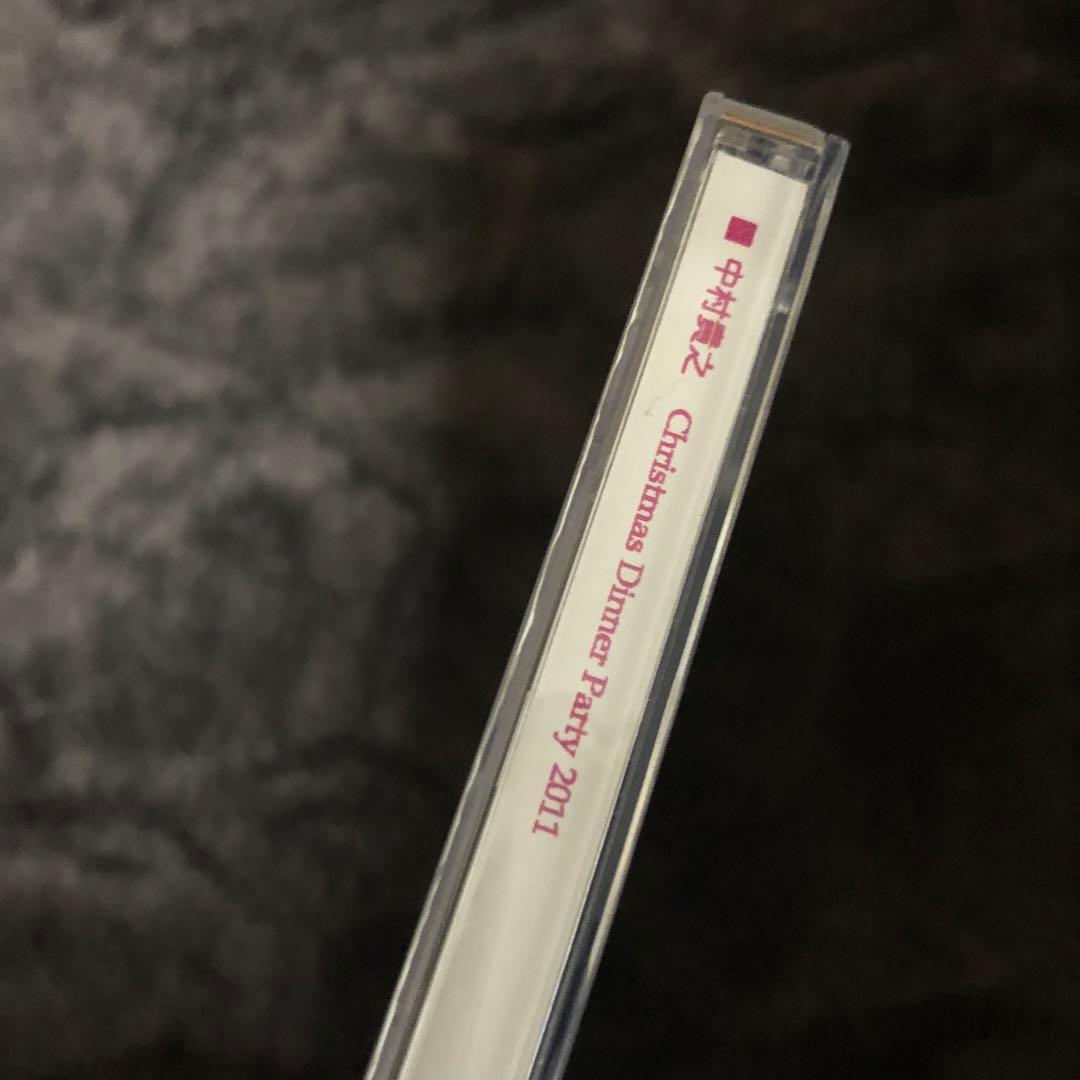 ■ 中村貴之 Christmas Dinner Party 2011